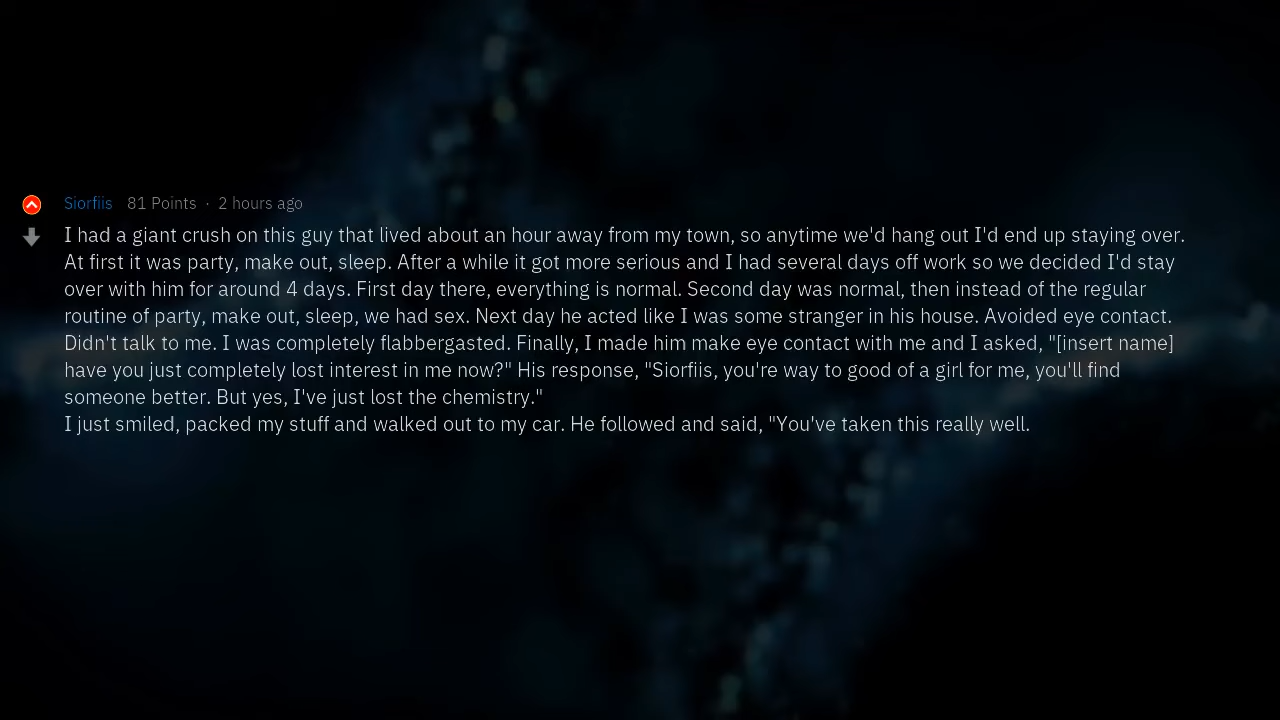 Siorfiis 81 Points · 2 hours ago
I had a giant crush on this guy that lived about an hour away from my town, so anytime we'd hang out I'd end up staying over.
At first it was party, make out, sleep. After a while it got more serious and I had several days off work so we decided I'd stay
over with him for around 4 days. First day there, everything is normal. Second day was normal, then instead of the regular
routine of party, make out, sleep, we had sex. Next day he acted like I was some stranger in his house. Avoided eye contact.
Didn't talk to me. I was completely flabbergasted. Finally, I made him make eye contact with me and I asked, "[insert name]
have you just completely lost interest in me now?" His response, "Siorfiis, you're way to good of a girl for me, you'll find
someone better. But yes, I've just lost the chemistry."
I just smiled, packed my stuff and walked out to my car. He followed and said, "You've taken this really well.